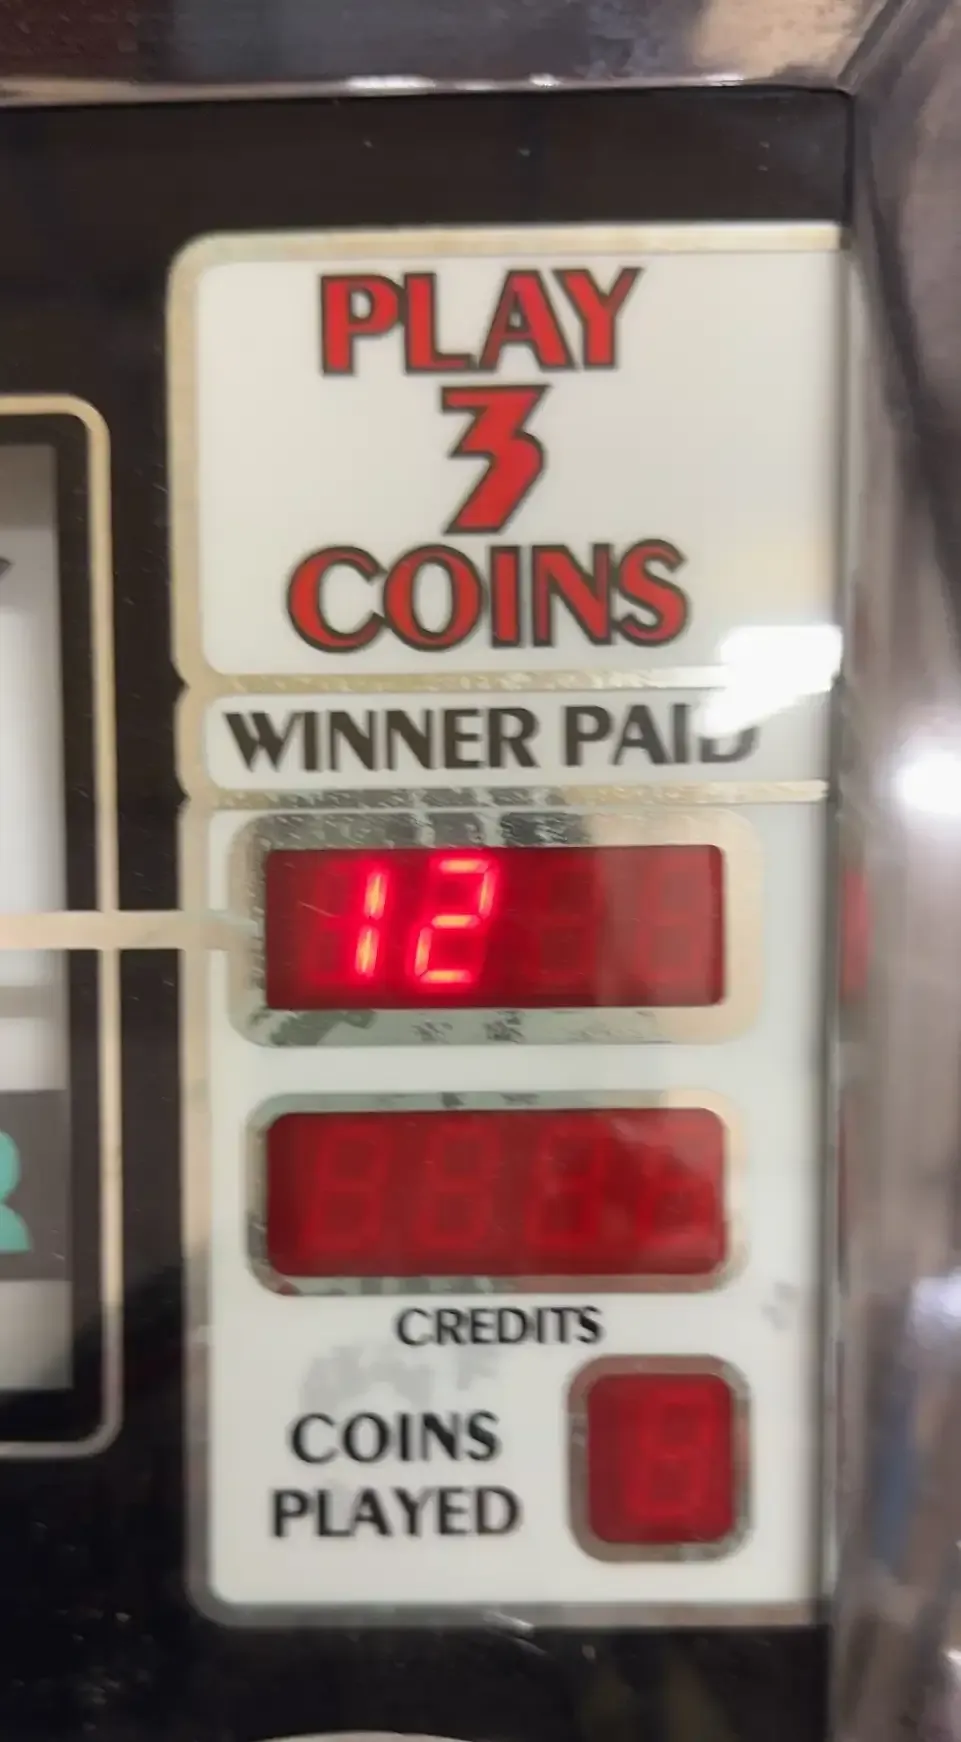 PLAY
3
COINS
WINNER PAID
12
CREDITS
COINS
PLAYED